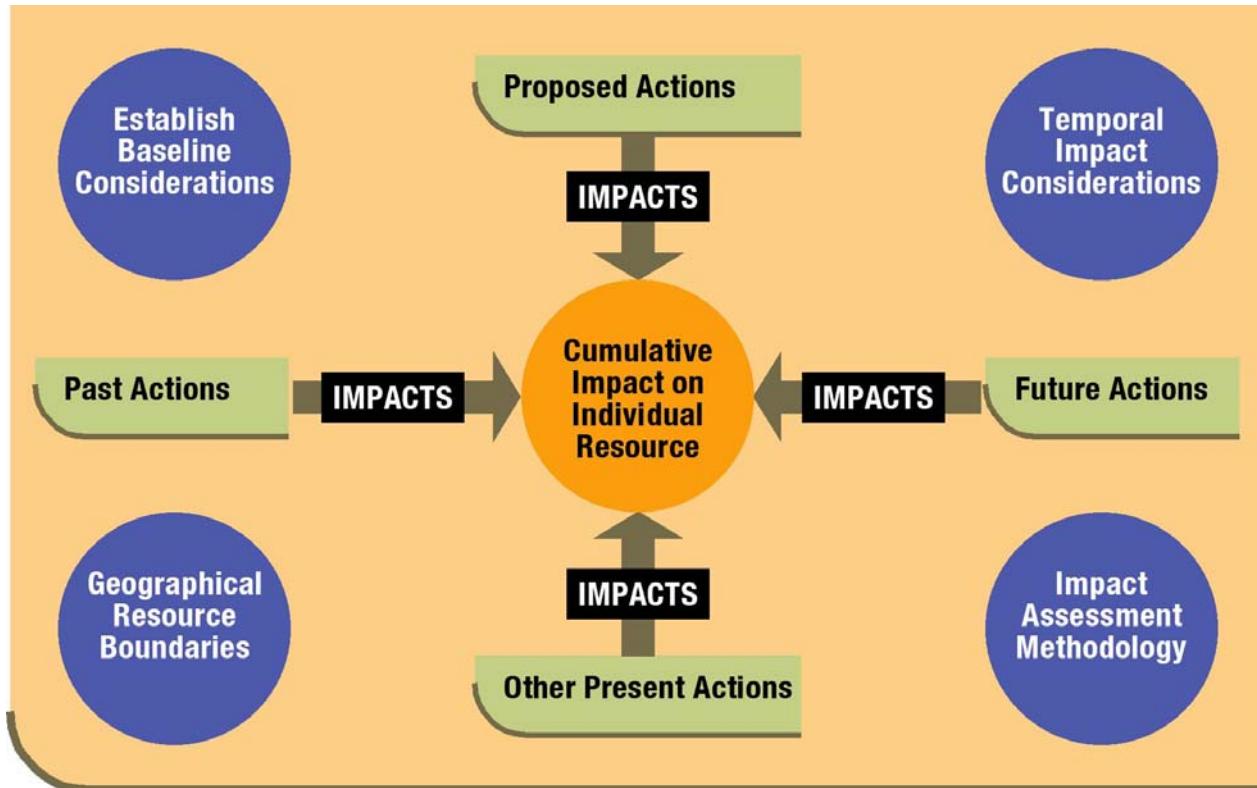 Establish
Baseline
Considerations
Proposed Actions
IMPACTS
Temporal
Impact
Considerations
Past Actions
IMPACTS
Cumulative
Impact on
Individual
Resource
IMPACTS
Future Actions
Geographical
Resource
Boundaries
IMPACTS
Other Present Actions
Impact
Assessment
Methodology